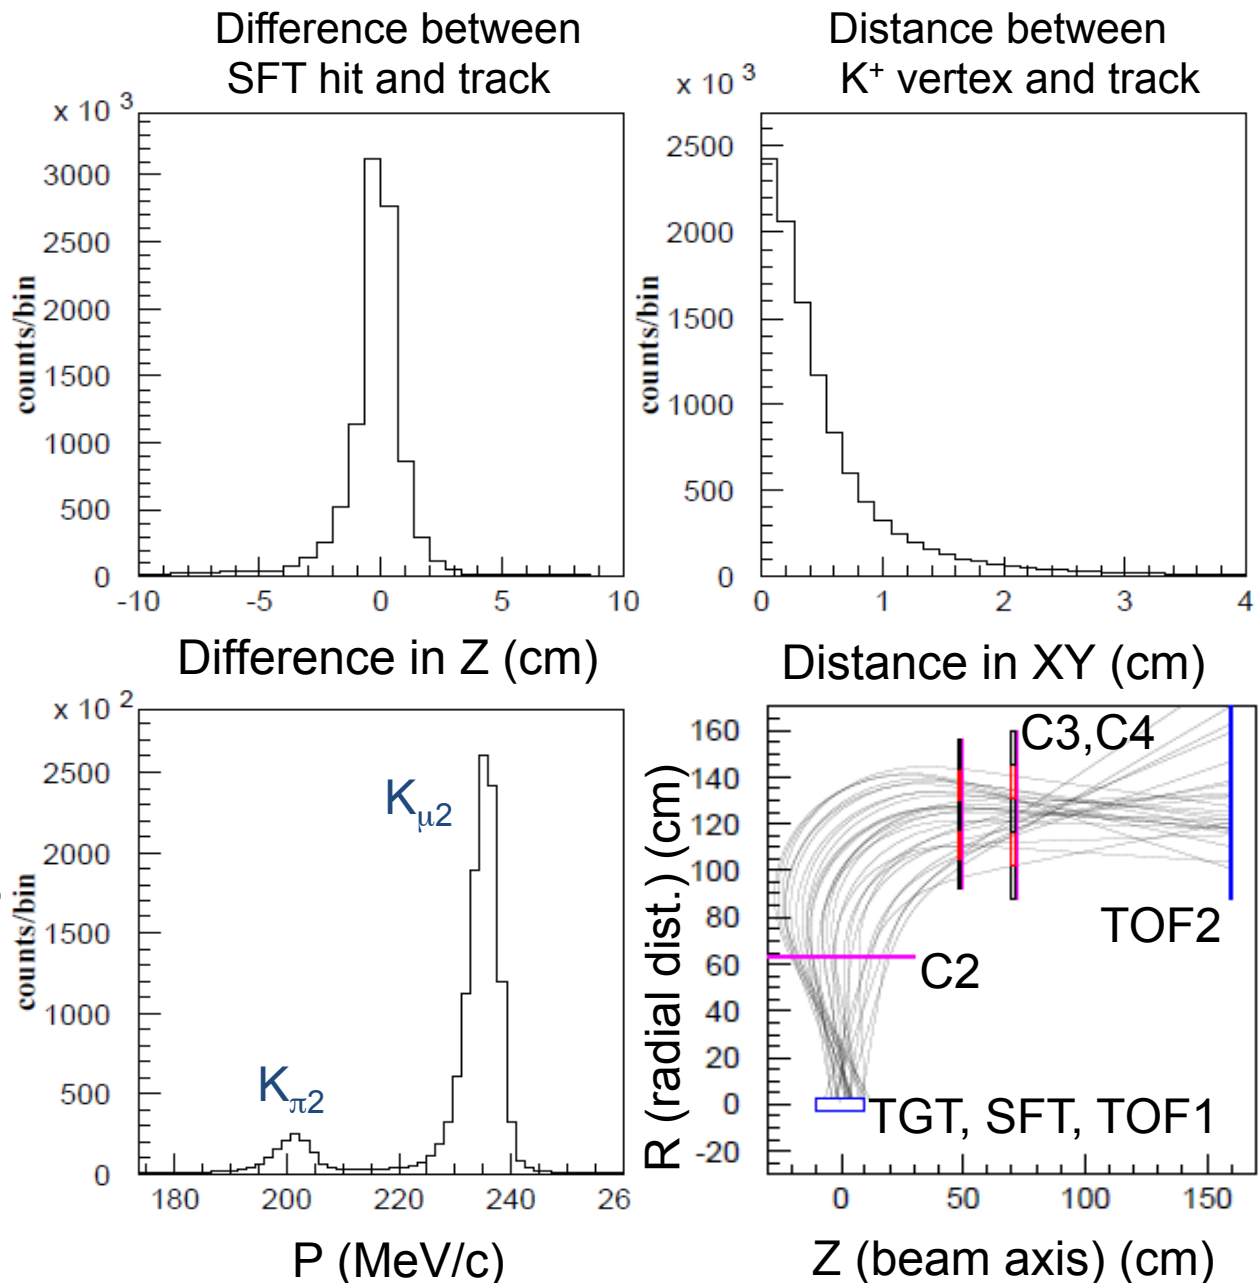 Difference between
SFT hit and track
x 10 3
counts/bin
3000
2500
2000
1500
1000
500
0
-10
-5
0
5
10
Difference in Z (cm)
Distance between
K+ vertex and track
x 10 3
counts/bin
2500
2000
1500
1000
500
0
0
1
2
3
4
Distance in XY (cm)
x 10 2
counts/bin
2500
2000
1500
1000
500
0
Kμ2
Kπ2
180
200
220
240
26
P (MeV/c)
R (radial dist.) (cm)
160
140
120
100
80
60
40
20
0
-20
C3,C4
TOF2
C2
TGT, SFT, TOF1
0
50
100
150
Z (beam axis) (cm)